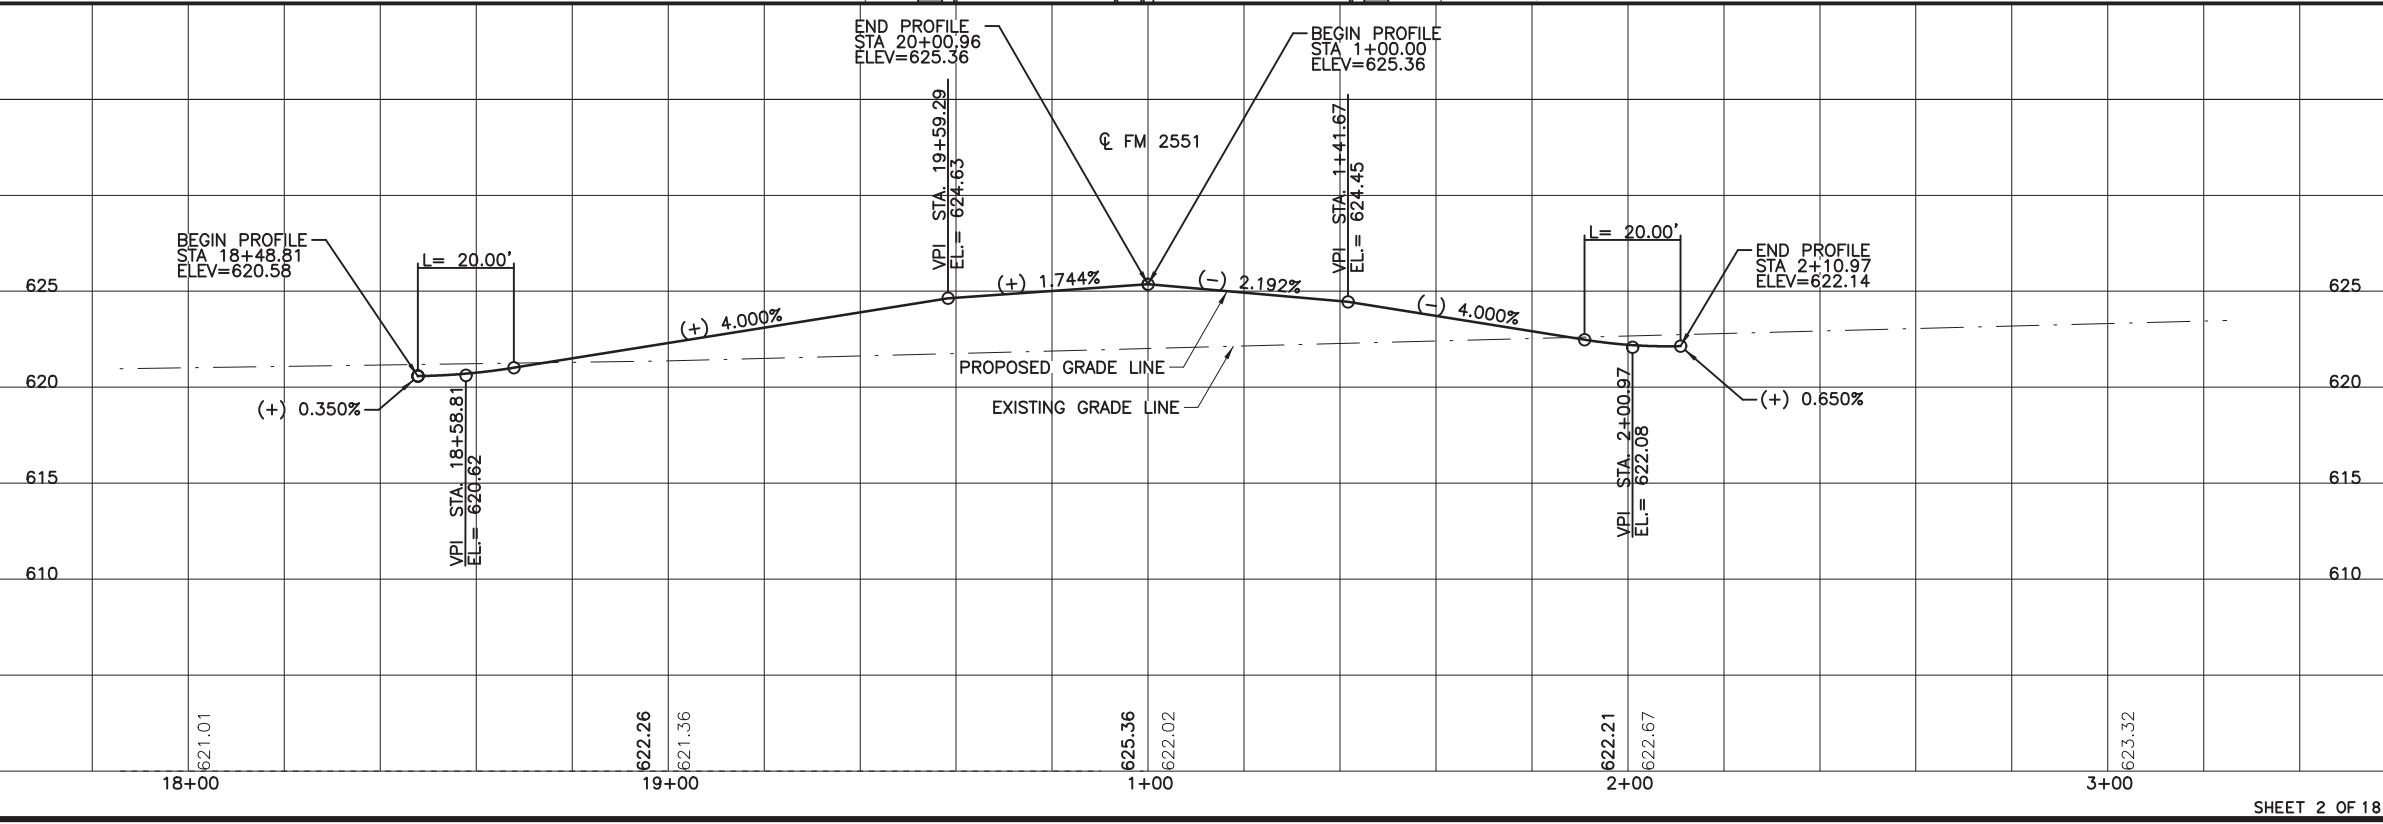 END PROFILE
STA 20+00.96
ELEV=625.36
BEGIN PROFILE
STA 1+00.00
ELEV=625.36
VPI STA. 19+59.29
EL.= 624.63
℄ FM 2551
VPI STA. 1+41.67
EL.= 624.45
BEGIN PROFILE
STA 18+48.81
ELEV=620.58
L= 20.00'
L= 20.00'
END PROFILE
STA 2+10.97
ELEV=622.14
625
(+) 4.000%
(+) 1.744%
(-) 2.192%
(-) 4.000%
625
PROPOSED GRADE LINE
EXISTING GRADE LINE
620
(+) 0.350%
(+) 0.650%
620
VPI STA. 18+58.81
EL.= 620.62
VPI STA. 2+00.97
EL.= 622.08
615
615
610
610
621.01
622.26
621.36
625.36
622.02
622.21
622.67
623.32
18+00
19+00
1+00
2+00
3+00
SHEET 2 OF 18